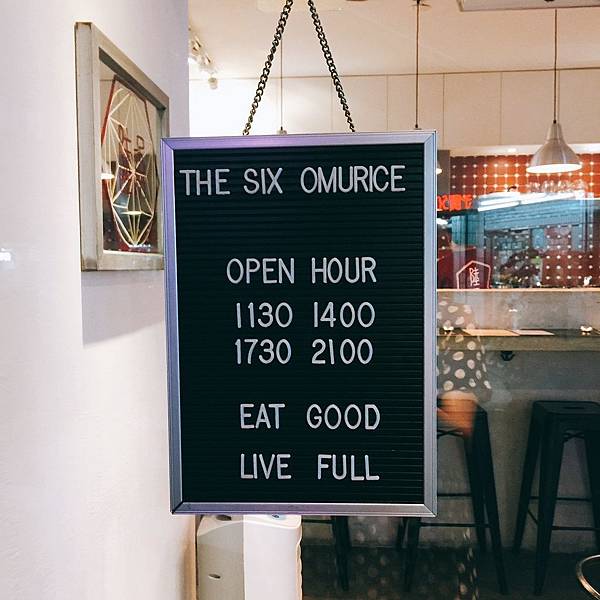 THE SIX OMURICE
OPEN HOUR
1130 1400
1730 2100
EAT GOOD
LIVE FULL